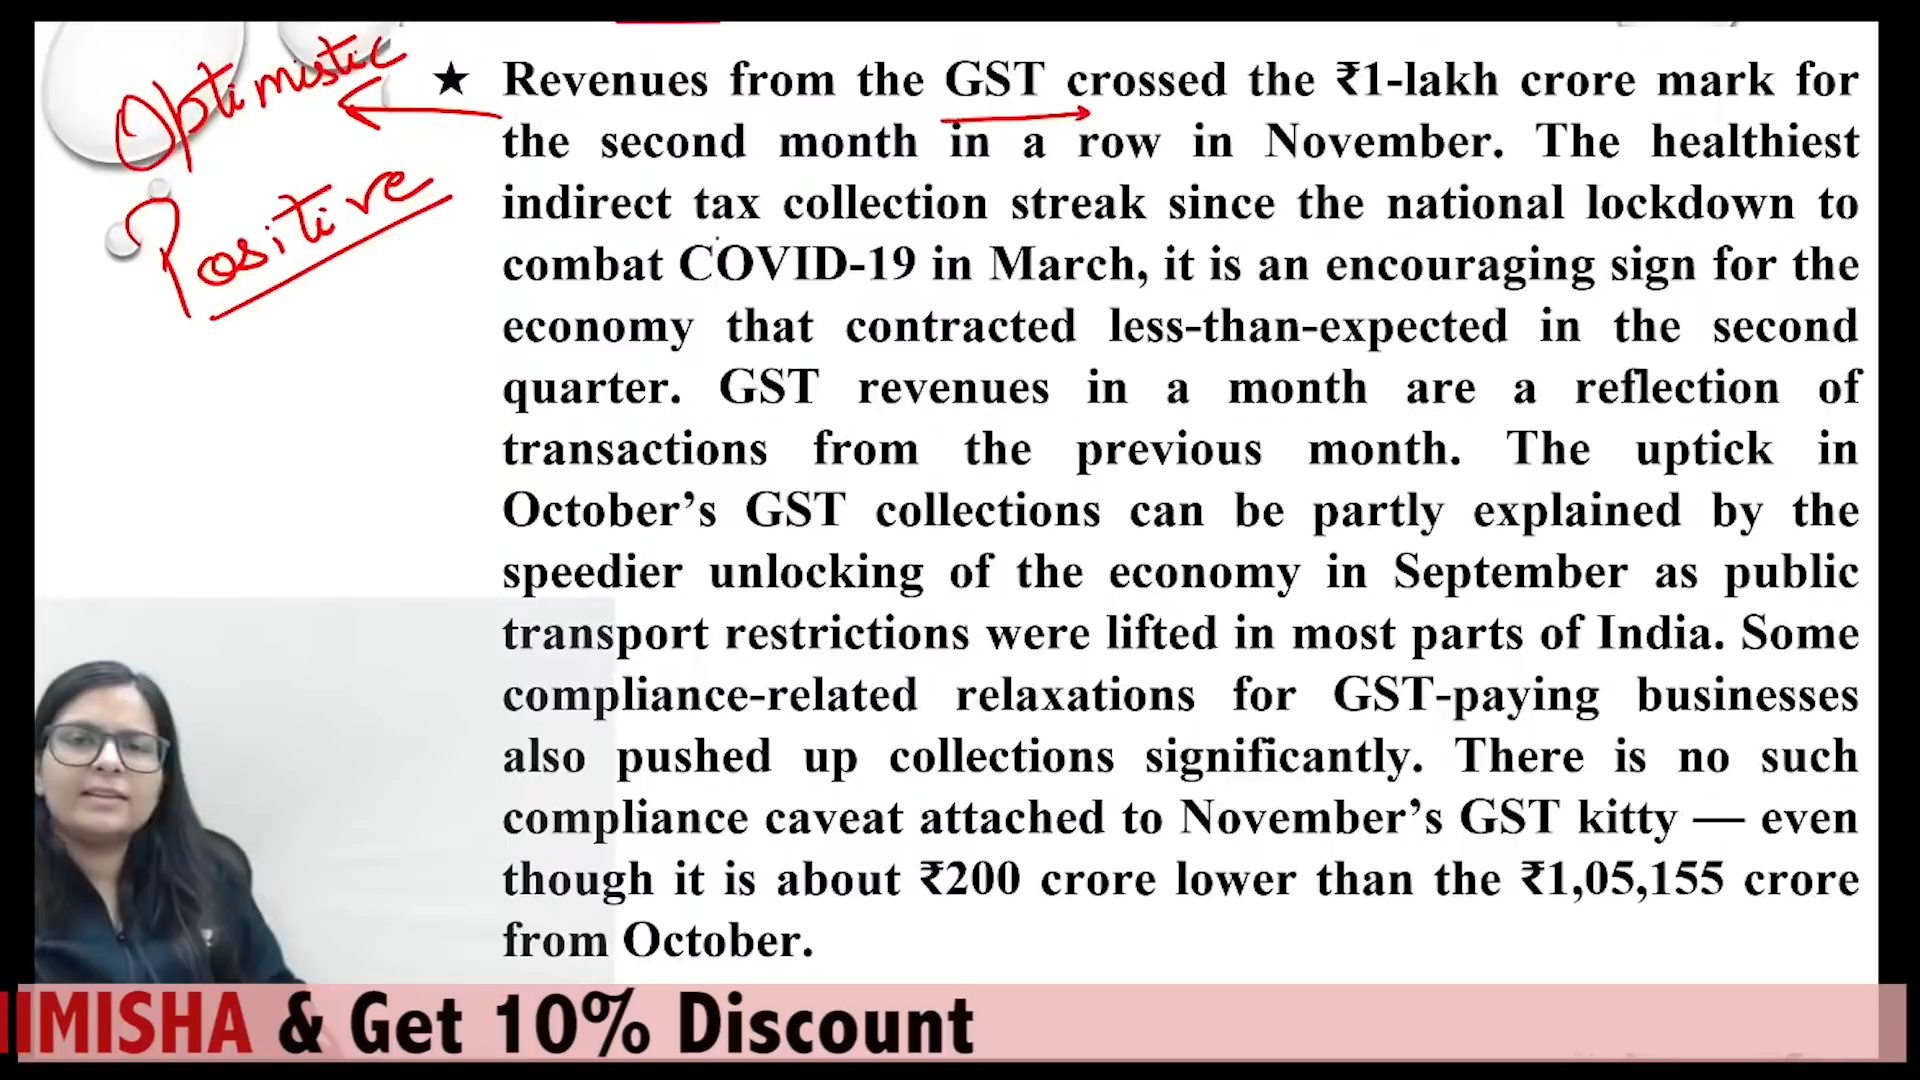 Optimistic
Positive
★ Revenues from the GST crossed the ₹1-lakh crore mark for
the second month in a row in November. The healthiest
indirect tax collection streak since the national lockdown to
combat COVID-19 in March, it is an encouraging sign for the
economy that contracted less-than-expected in the second
quarter. GST revenues in a month are a reflection of
transactions from the previous month. The uptick in
October’s GST collections can be partly explained by the
speedier unlocking of the economy in September as public
transport restrictions were lifted in most parts of India. Some
compliance-related relaxations for GST-paying businesses
also pushed up collections significantly. There is no such
compliance caveat attached to November’s GST kitty — even
though it is about ₹200 crore lower than the ₹1,05,155 crore
from October.
IMISHA & Get 10% Discount